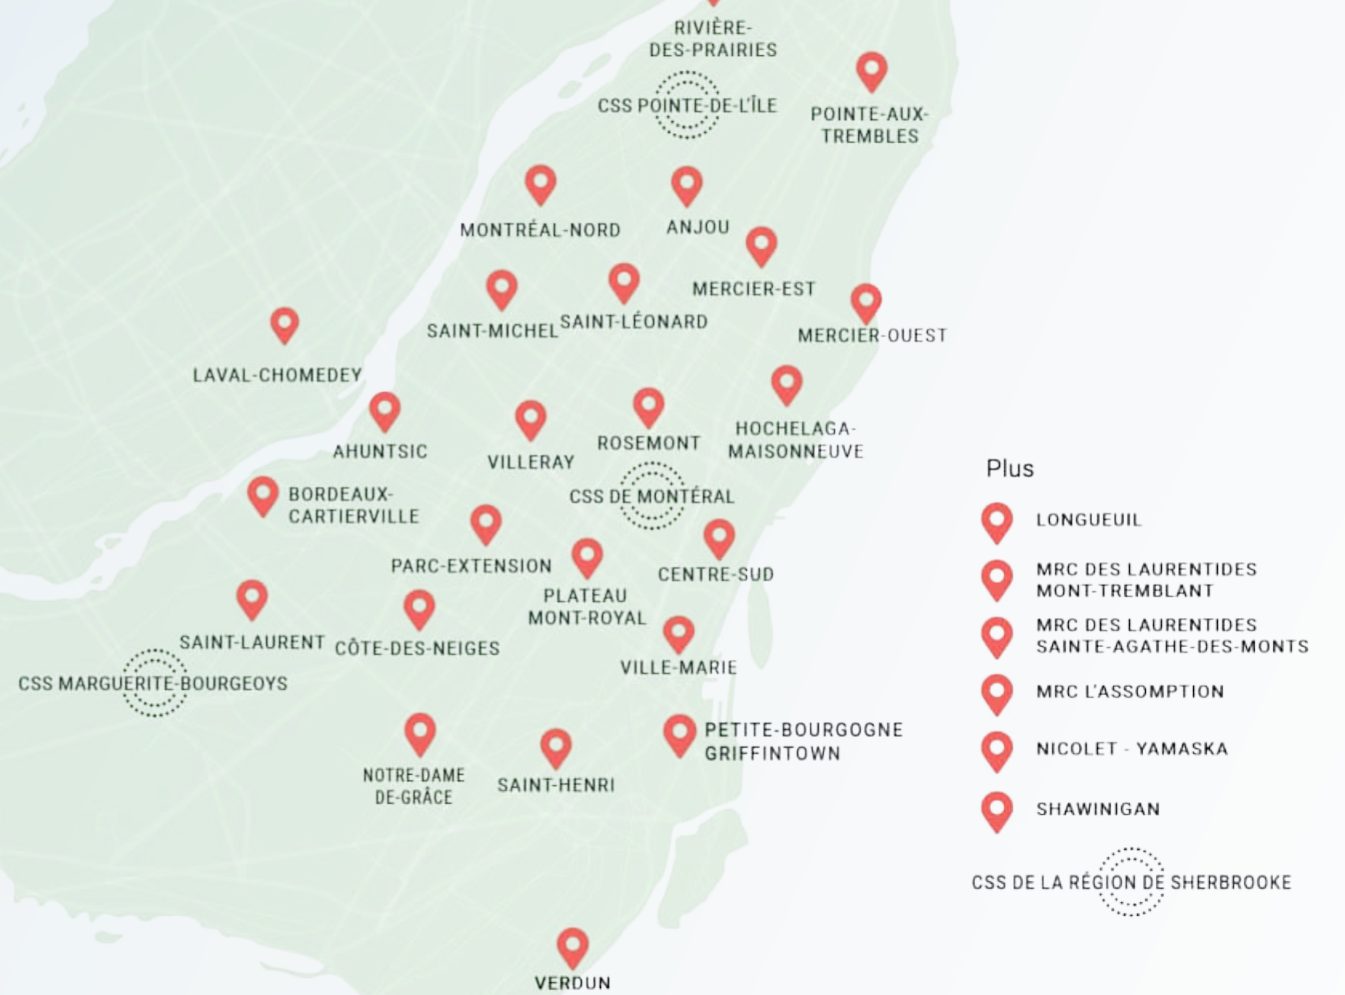 RIVIÈRE-
DES-PRAIRIES
CSS POINTE-DE-L'ÎLE
POINTE-AUX-
TREMBLES
MONTRÉAL-NORD
ANJOU
MERCIER-EST
SAINT-MICHEL
SAINT-LÉONARD
MERCIER-OUEST
LAVAL-CHOMEDEY
AHUNTSIC
VILLERAY
ROSEMONT
HOCHELAGA-
MAISONNEUVE
BORDEAUX-
CARTIERVILLE
CSS DE MONTÉRAL
PARC-EXTENSION
PLATEAU
MONT-ROYAL
CENTRE-SUD
SAINT-LAURENT
CÔTE-DES-NEIGES
VILLE-MARIE
CSS MARGUERITE-BOURGEOYS
NOTRE-DAME
DE-GRÂCE
SAINT-HENRI
PETITE-BOURGOGNE
GRIFFINTOWN
VERDUN
Plus
LONGUEUIL
MRC DES LAURENTIDES
MONT-TREMBLANT
MRC DES LAURENTIDES
SAINTE-AGATHE-DES-MONTS
MRC L'ASSOMPTION
NICOLET - YAMASKA
SHAWINIGAN
CSS DE LA RÉGION DE SHERBROOKE